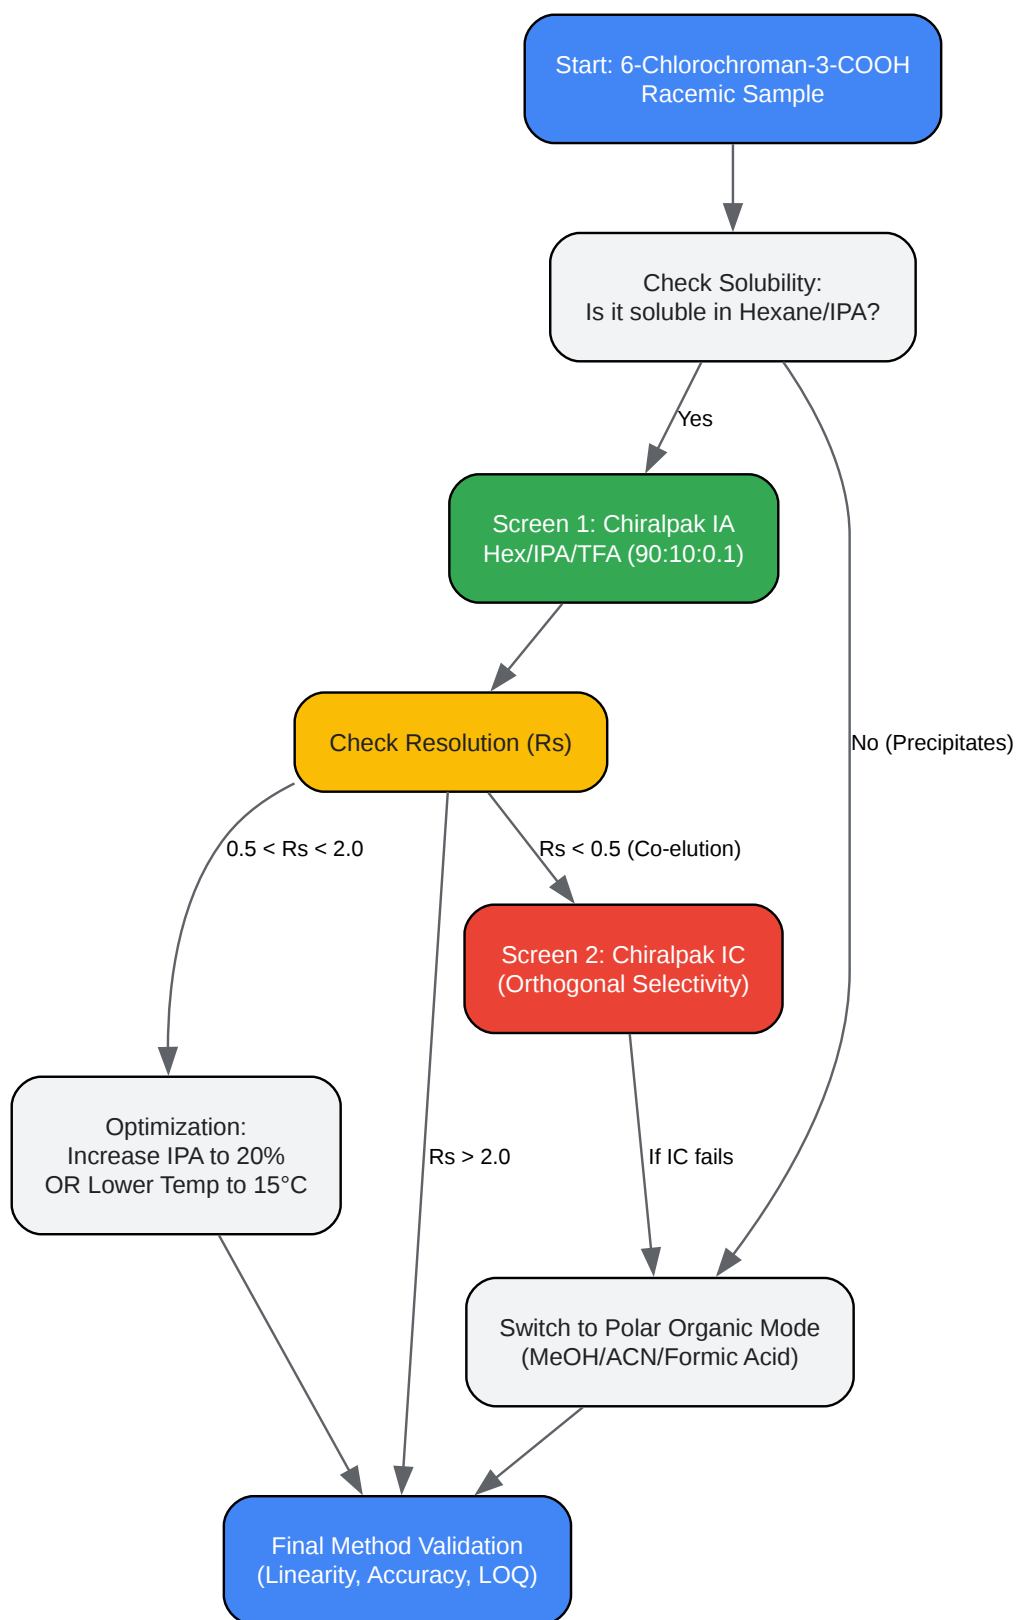 Start: 6-Chlorochroman-3-COOH
Racemic Sample
Check Solubility:
Is it soluble in Hexane/IPA?
Yes
Screen 1: Chiralpak IA
Hex/IPA/TFA (90:10:0.1)
Check Resolution (Rs)
No (Precipitates)
0.5 < Rs < 2.0
Rs < 0.5 (Co-elution)
Screen 2: Chiralpak IC
(Orthogonal Selectivity)
Optimization:
Increase IPA to 20%
OR Lower Temp to 15°C
Rs > 2.0
If IC fails
Switch to Polar Organic Mode
(MeOH/ACN/Formic Acid)
Final Method Validation
(Linearity, Accuracy, LOQ)